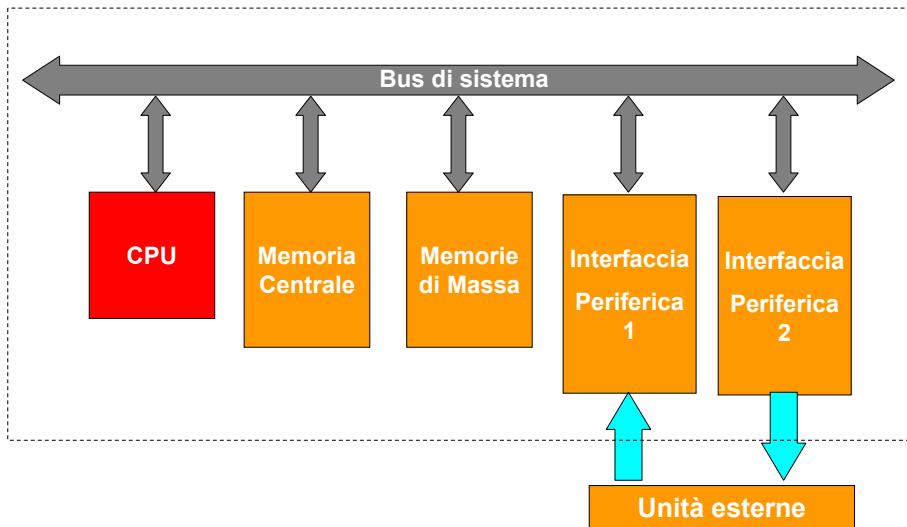 Bus di sistema
CPU
Memoria
Centrale
Memorie
di Massa
Interfaccia
Periferica
1
Interfaccia
Periferica
2
Unità esterne